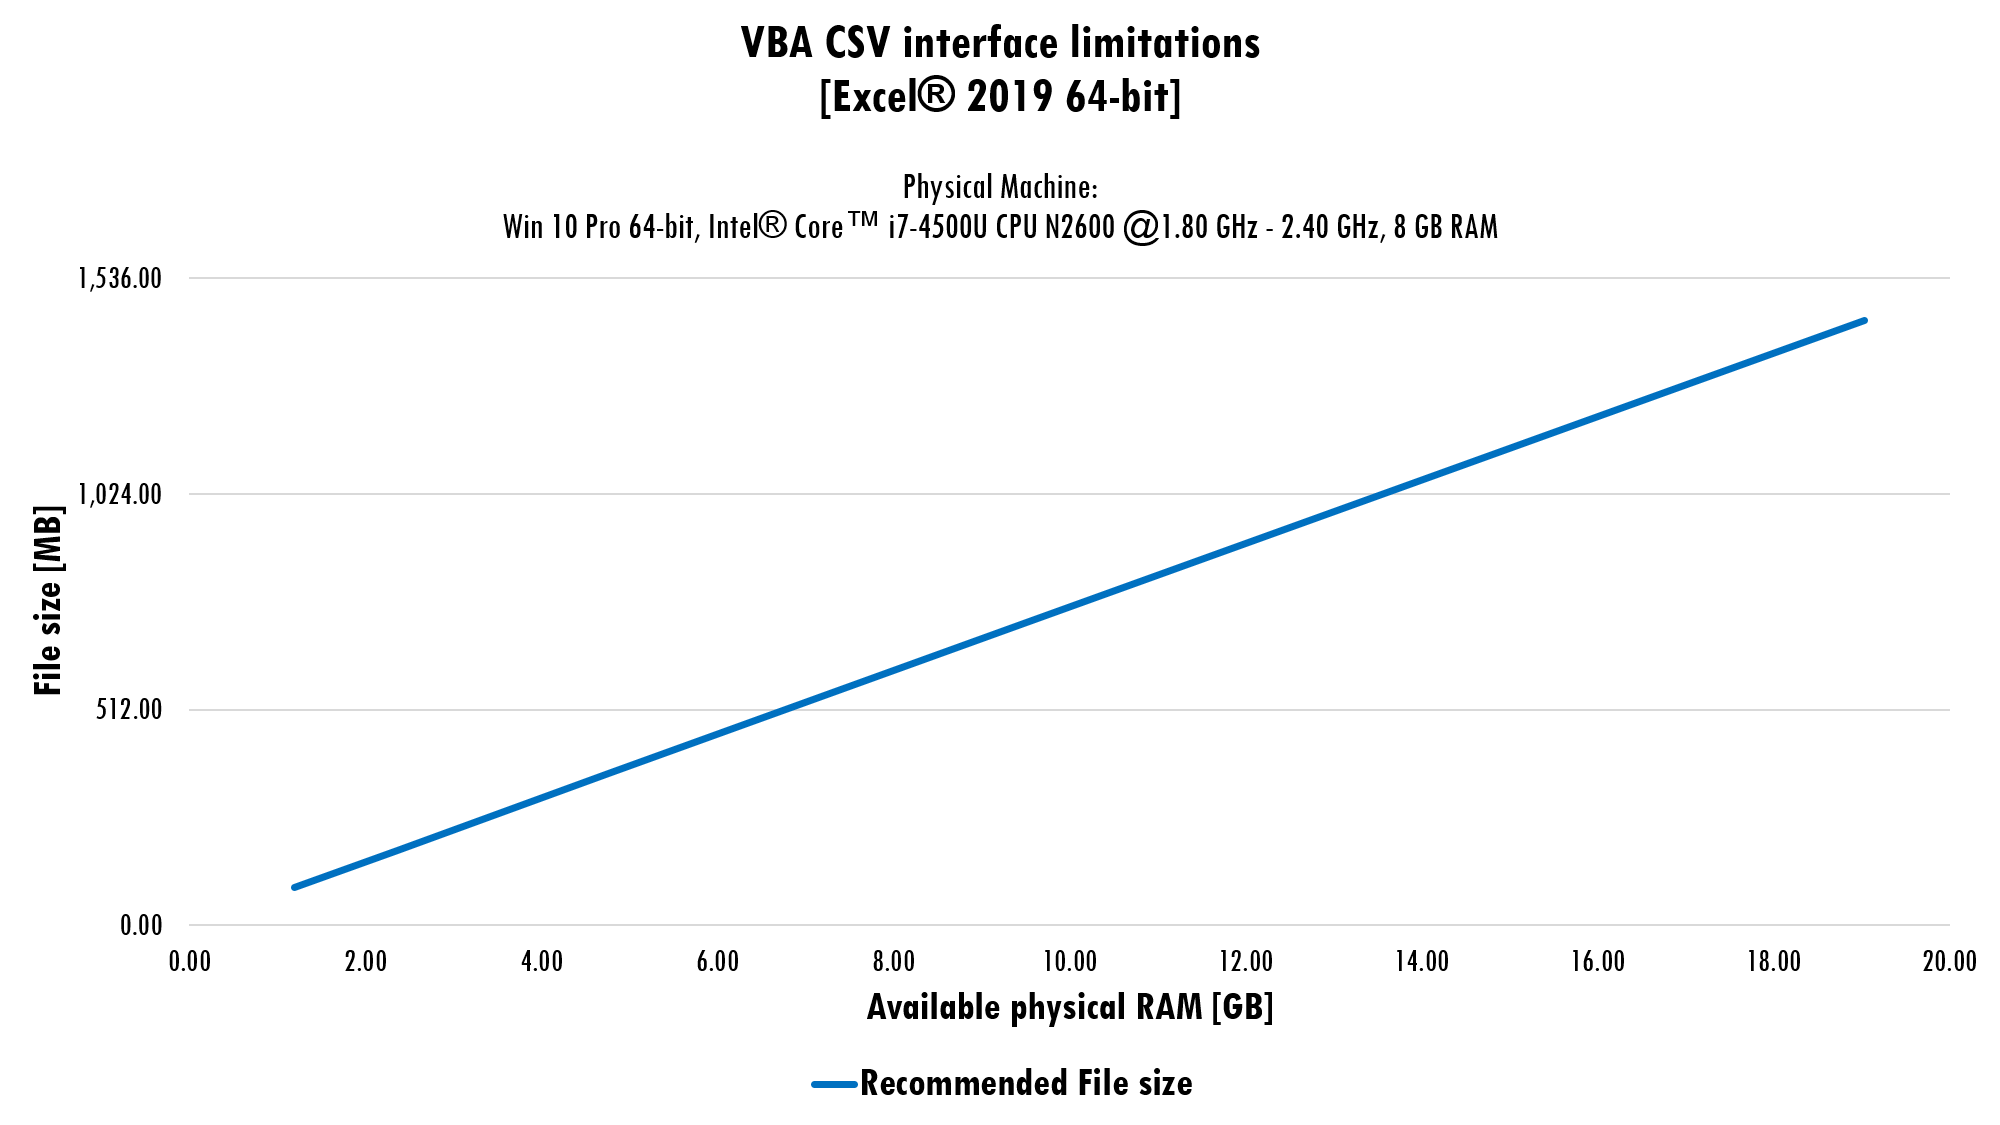 VBA CSV interface limitations
[Excel® 2019 64-bit]
Physical Machine:
Win 10 Pro 64-bit, Intel® Core™ i7-4500U CPU N2600 @1.80 GHz - 2.40 GHz, 8 GB RAM
1,536.00
1,024.00
512.00
0.00
File size [MB]
0.00 2.00 4.00 6.00 8.00 10.00 12.00 14.00 16.00 18.00 20.00
Available physical RAM [GB]
Recommended File size